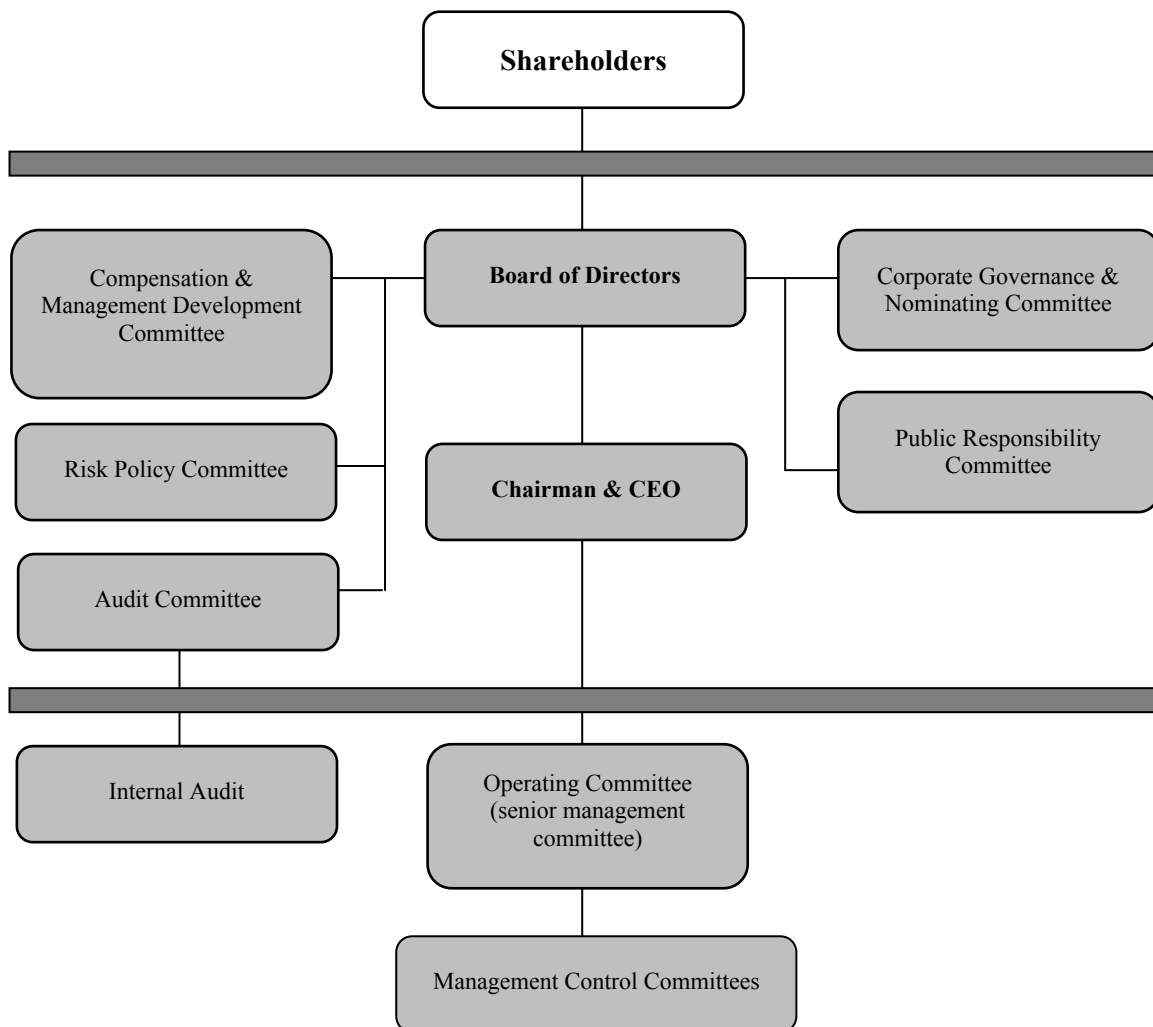 Shareholders
Compensation &
Management Development
Committee
Board of Directors
Corporate Governance &
Nominating Committee
Risk Policy Committee
Chairman & CEO
Public Responsibility
Committee
Audit Committee
Internal Audit
Operating Committee
(senior management
committee)
Management Control Committees